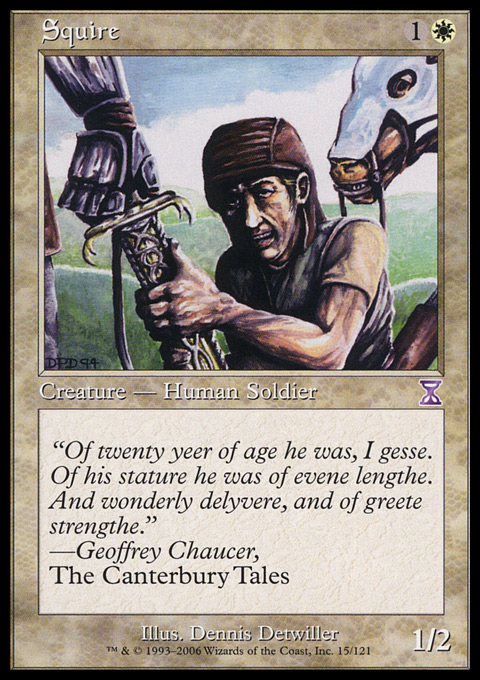 Squire 1
DPD 94
Creature — Human Soldier
“Of twenty yeer of age he was, I gesse.
Of his stature he was of evene lengthe.
And wonderly delyvere, and of greete
strengthe.”
—Geoffrey Chaucer,
The Canterbury Tales
Illus. Dennis Detwiller
1/2
™ & © 1993–2006 Wizards of the Coast, Inc. 15/121